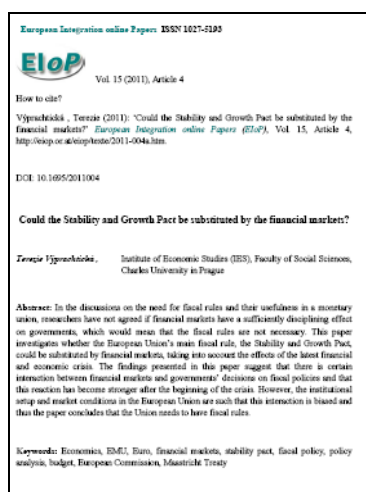 European Integration online Papers ISSN 1027-5193
EIoP
Vol. 15 (2011), Article 4
How to cite?
Výprachtická , Terezie (2011): 'Could the Stability and Growth Pact be substituted by the
financial markets?' European Integration online Papers (EIoP), Vol. 15, Article 4,
http://eiop.or.at/eiop/texte/2011-004a.htm.
DOI: 10.1695/2011004
Could the Stability and Growth Pact be substituted by the financial markets?
Terezie Výprachtická , Institute of Economic Studies (IES), Faculty of Social Sciences,
Charles University in Prague
Abstract: In the discussions on the need for fiscal rules and their usefulness in a monetary
union, researchers have not agreed if financial markets have a sufficiently disciplining effect
on governments, which would mean that the fiscal rules are not necessary. This paper
investigates whether the European Union's main fiscal rule, the Stability and Growth Pact,
could be substituted by financial markets, taking into account the effects of the latest financial
and economic crisis. The findings presented in this paper suggest that there is certain
interaction between financial markets and governments' decisions on fiscal policies and that
this reaction has become stronger after the beginning of the crisis. However, the institutional
setup and market conditions in the European Union are such that this interaction is biased and
thus the paper concludes that the Union needs to have fiscal rules.
Keywords: Economics, EMU, Euro, financial markets, stability pact, fiscal policy, policy
analysis, budget, European Commission, Maastricht Treaty